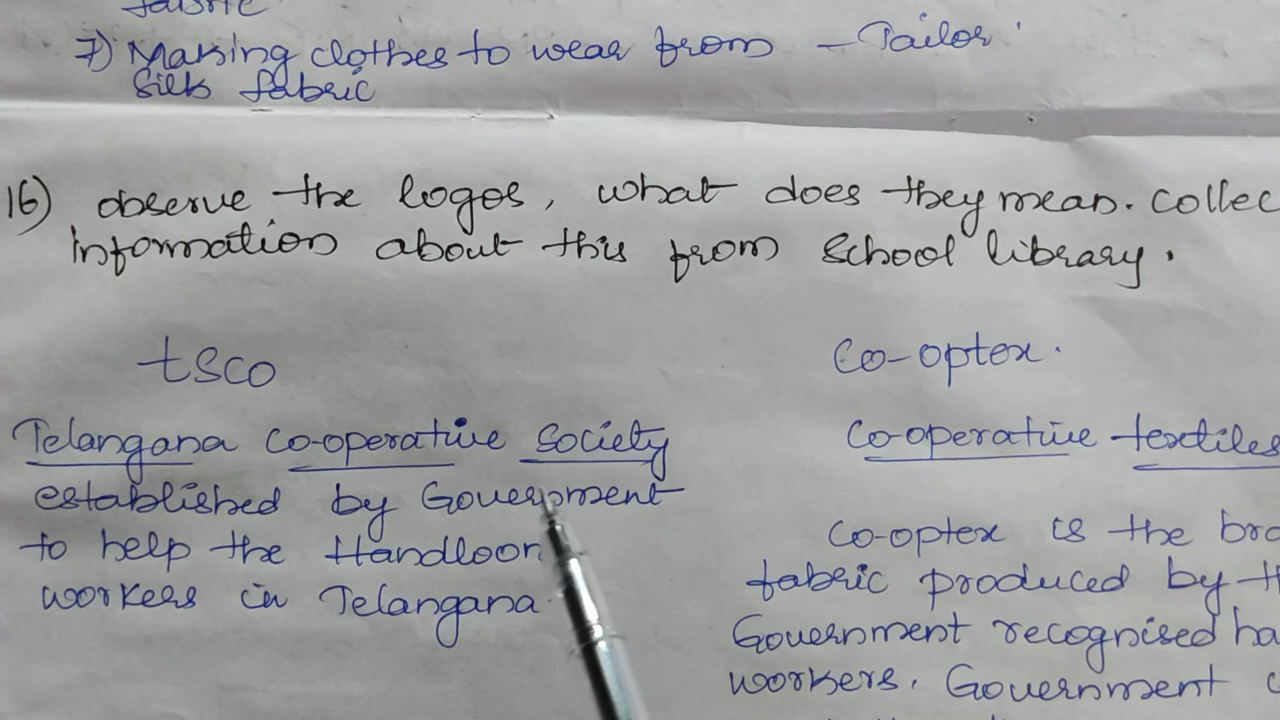 fabric
7) Making clothes to wear from - Tailor.
Silk fabric
16) observe the logos, what does they mean. collec
Information about this from School library.
tSCO
Telangana co-operative society
established by Government
to help the Handloom
workers in Telangana
Co-optex.
Co-operative textiles
Co-optex is the bra
fabric produced by th
Government recognised ha
workers. Government